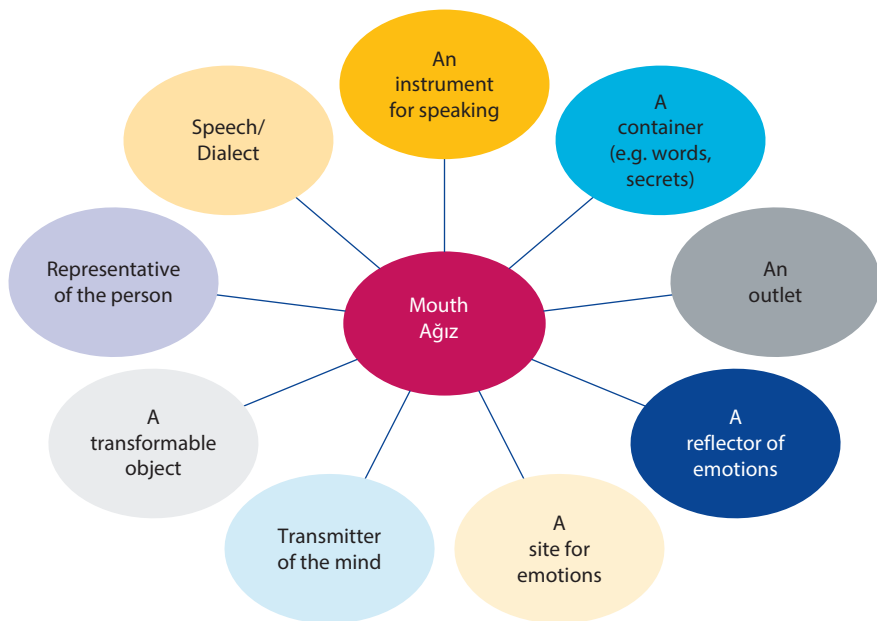 An
instrument
for speaking
A
container
(e.g. words,
secrets)
An
outlet
A
reflector of
emotions
A
site for
emotions
Transmitter
of the mind
A
transformable
object
Representative
of the person
Speech/
Dialect
Mouth
Ağız